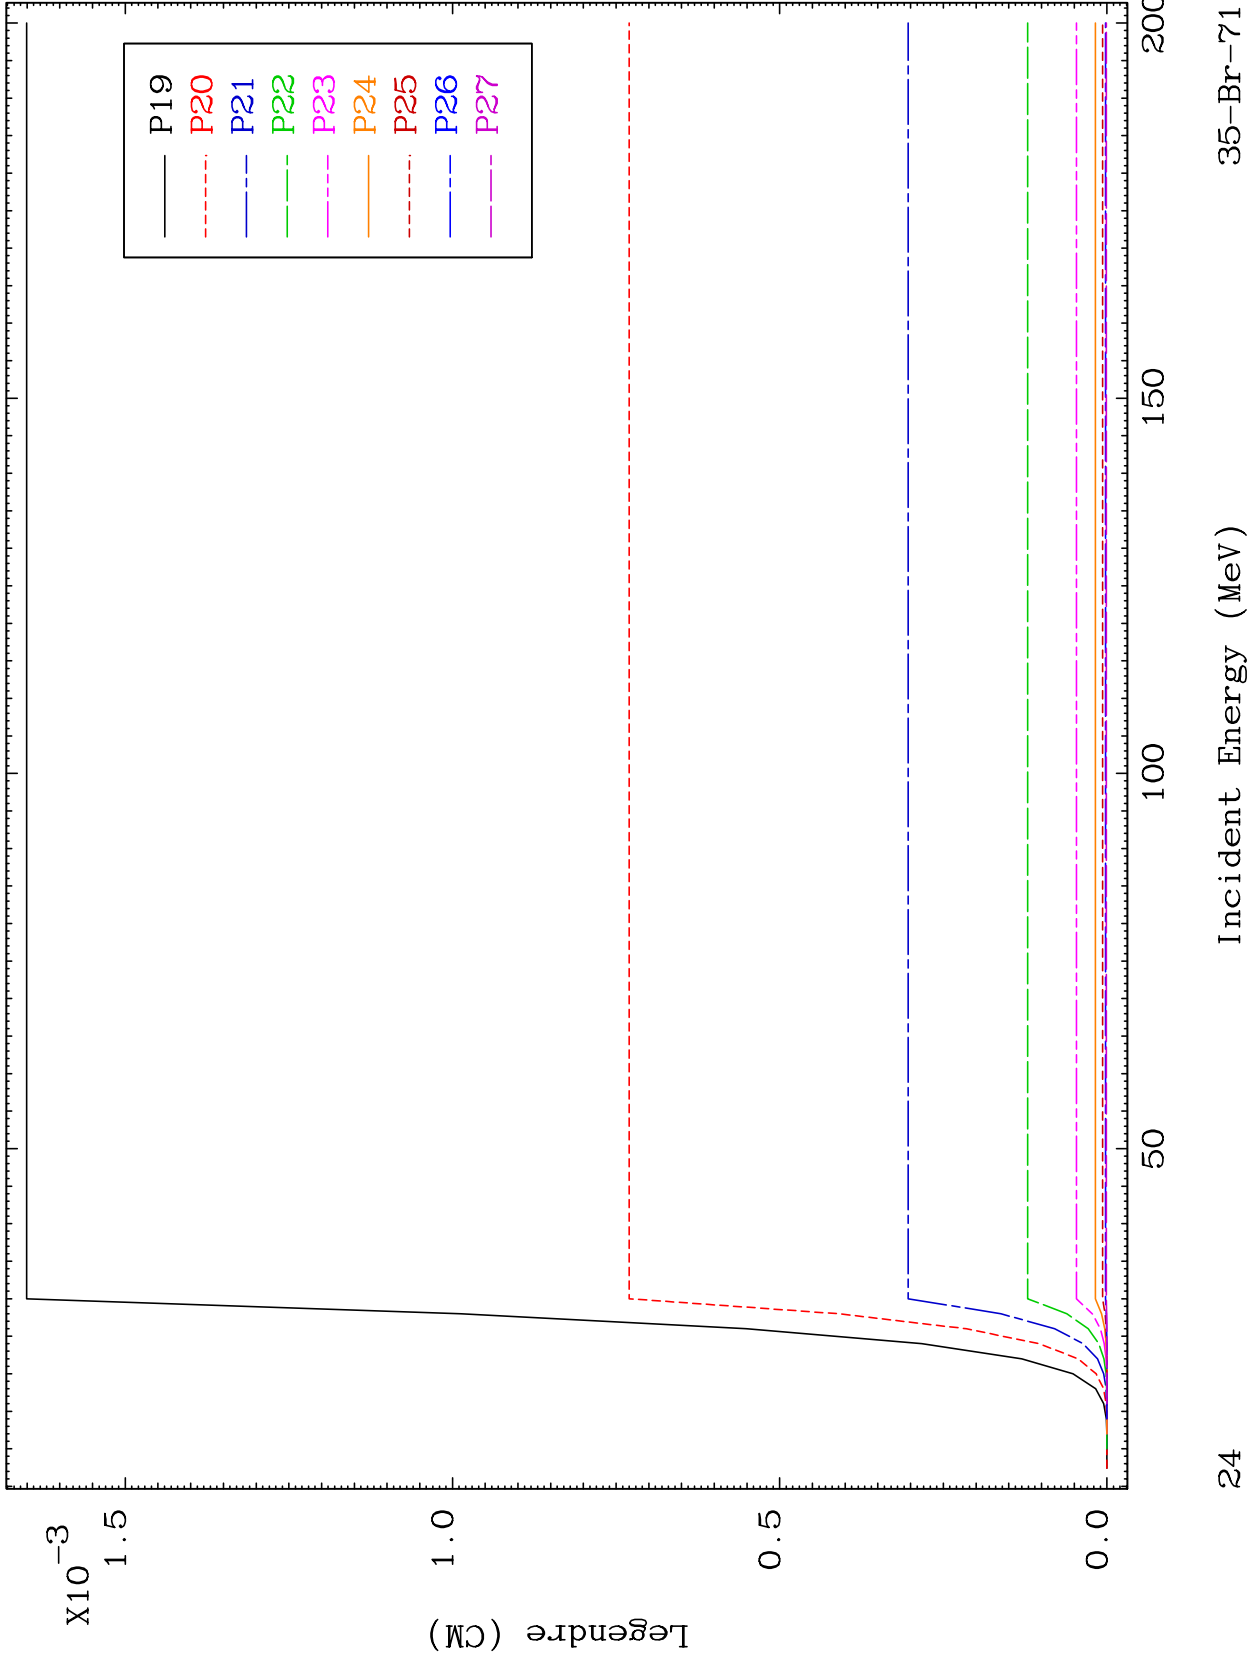 X10-3
1.5
1.0
0.5
0.0
Legendre (CM)
P19
P20
P21
P22
P23
P24
P25
P26
P27
50
100
150
200
Incident Energy (MeV)
24
35-Br-71